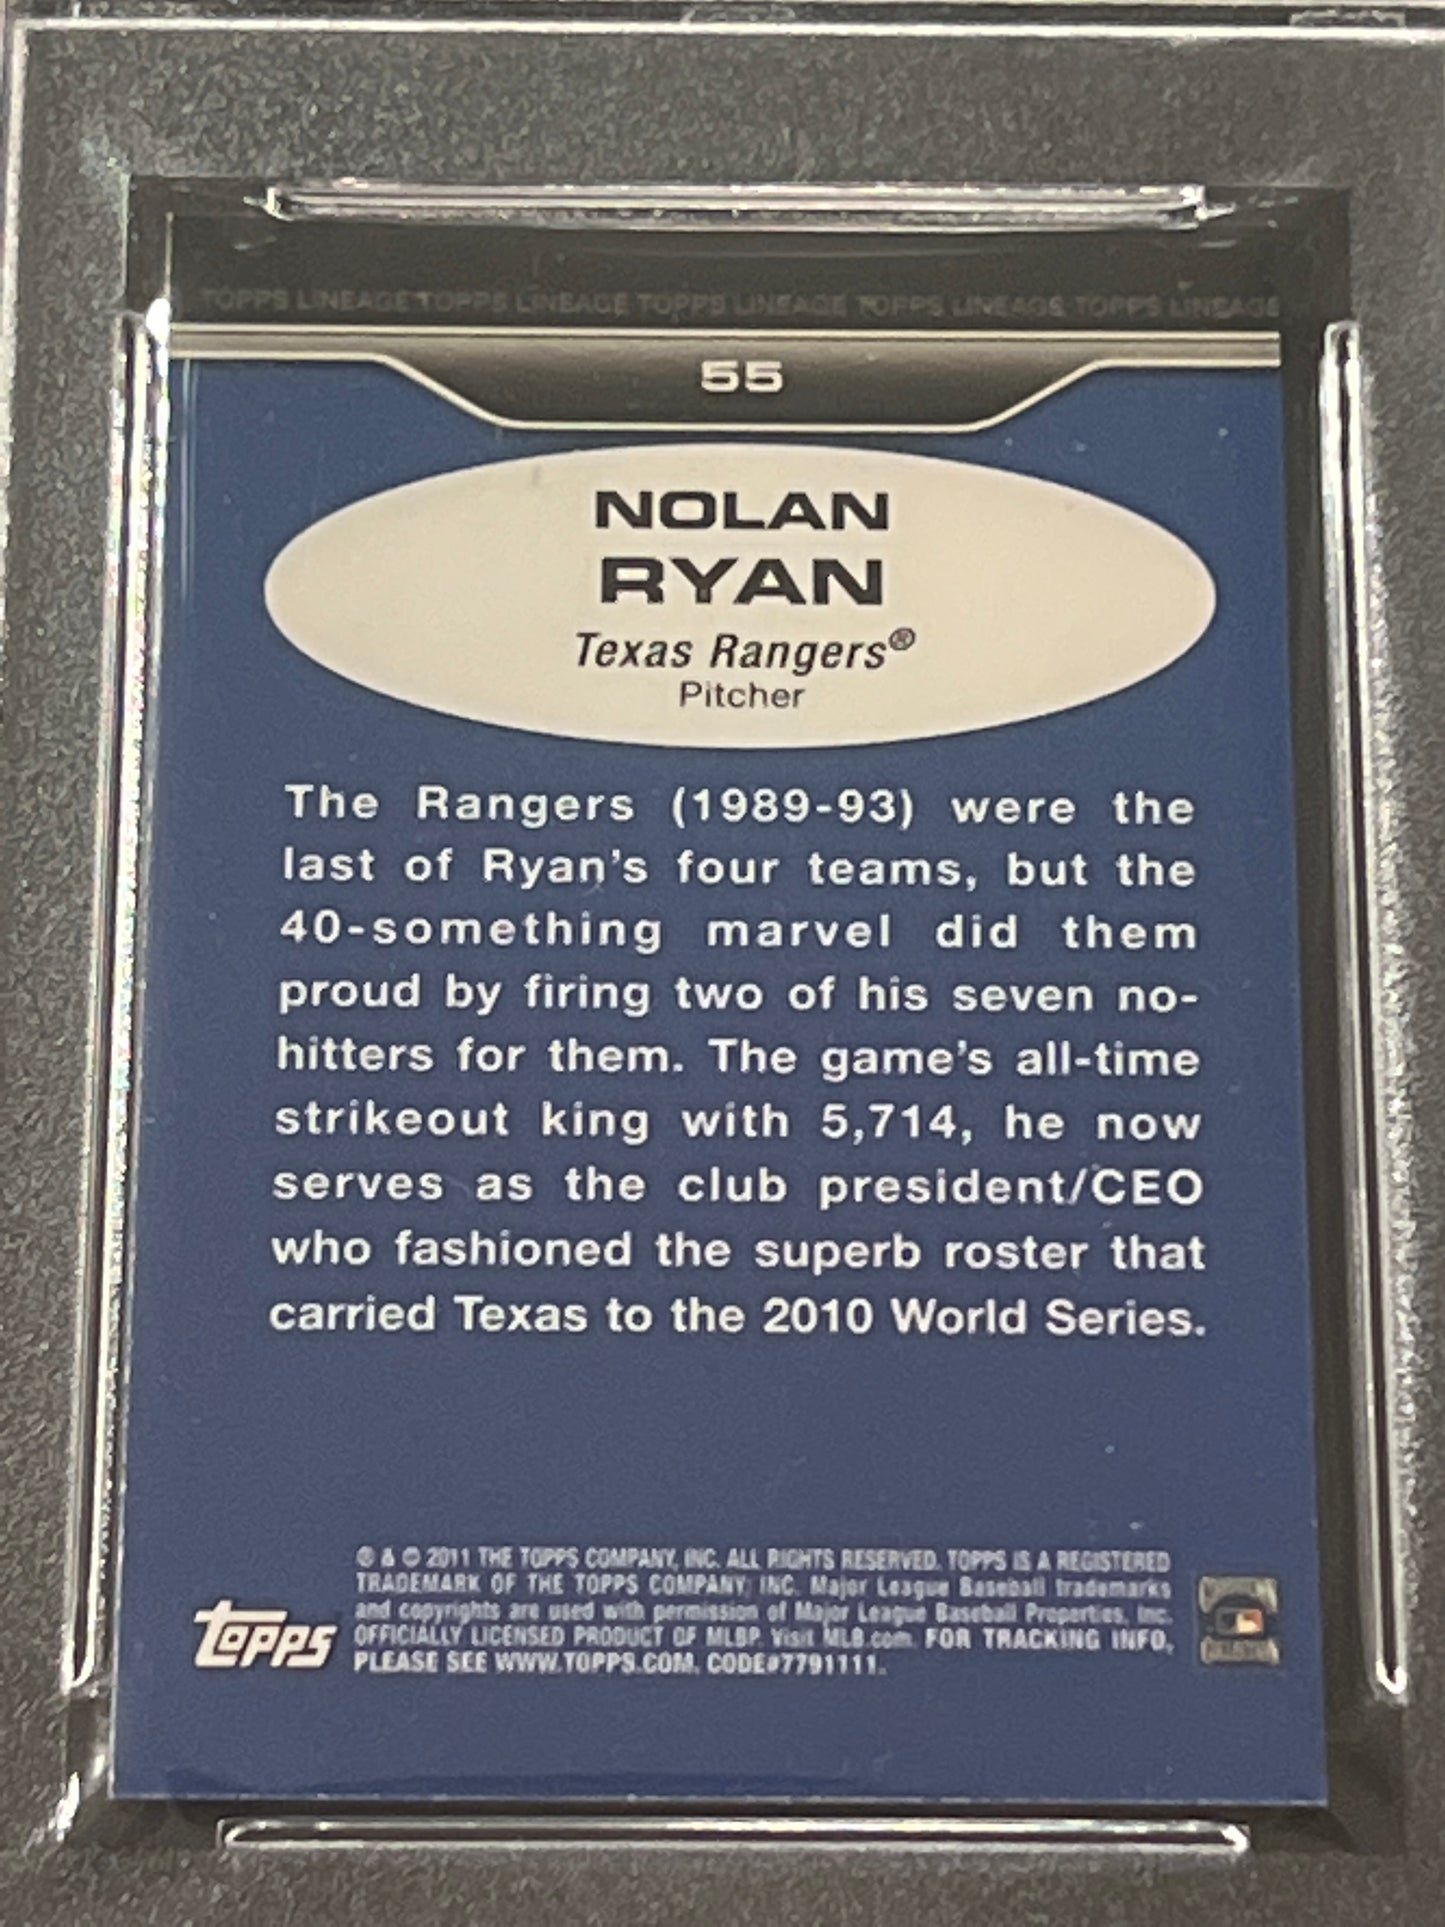 TOPPS LINEAGE TOPPS LINEAGE TOPPS LINEAGE TOPPS LINEAGE TOPPS LINEAGE
55
NOLAN
RYAN
Texas Rangers®
Pitcher
The Rangers (1989-93) were the
last of Ryan's four teams, but the
40-something marvel did them
proud by firing two of his seven no-
hitters for them. The game's all-time
strikeout king with 5,714, he now
serves as the club president/CEO
who fashioned the superb roster that
carried Texas to the 2010 World Series.
® & © 2011 THE TOPPS COMPANY, INC. ALL RIGHTS RESERVED. TOPPS IS A REGISTERED
TRADEMARK OF THE TOPPS COMPANY, INC. Major League Baseball trademarks
and copyrights are used with permission of Major League Baseball Properties, Inc.
OFFICIALLY LICENSED PRODUCT OF MLBP. Visit MLB.com. FOR TRACKING INFO,
PLEASE SEE WWW.TOPPS.COM. CODE#7791111.
topps